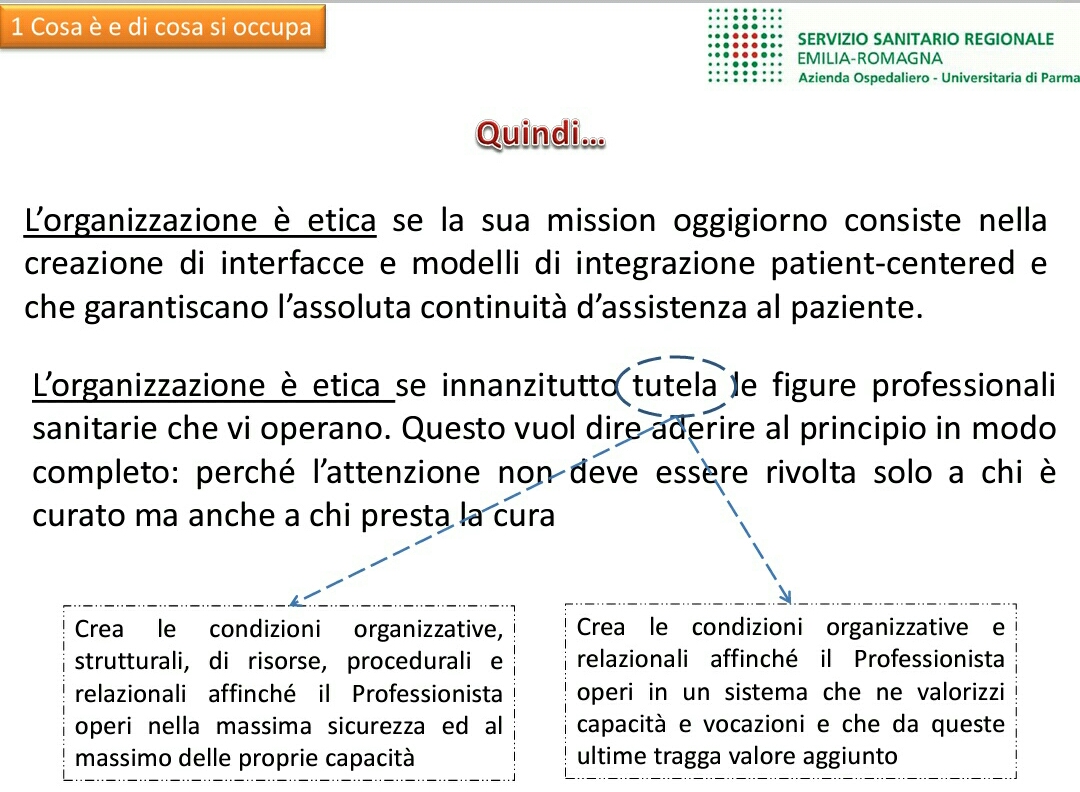 1 Cosa è e di cosa si occupa
SERVIZIO SANITARIO REGIONALE
EMILIA-ROMAGNA
Azienda Ospedaliero - Universitaria di Parma
Quindi...
L’organizzazione è etica se la sua mission oggigiorno consiste nella
creazione di interfacce e modelli di integrazione patient-centered e
che garantiscano l’assoluta continuità d’assistenza al paziente.
L’organizzazione è etica se innanzitutto tutela le figure professionali
sanitarie che vi operano. Questo vuol dire aderire al principio in modo
completo: perché l’attenzione non deve essere rivolta solo a chi è
curato ma anche a chi presta la cura
Crea le condizioni organizzative,
strutturali, di risorse, procedurali e
relazionali affinché il Professionista
operi nella massima sicurezza ed al
massimo delle proprie capacità
Crea le condizioni organizzative e
relazionali affinché il Professionista
operi in un sistema che ne valorizzi
capacità e vocazioni e che da queste
ultime tragga valore aggiunto